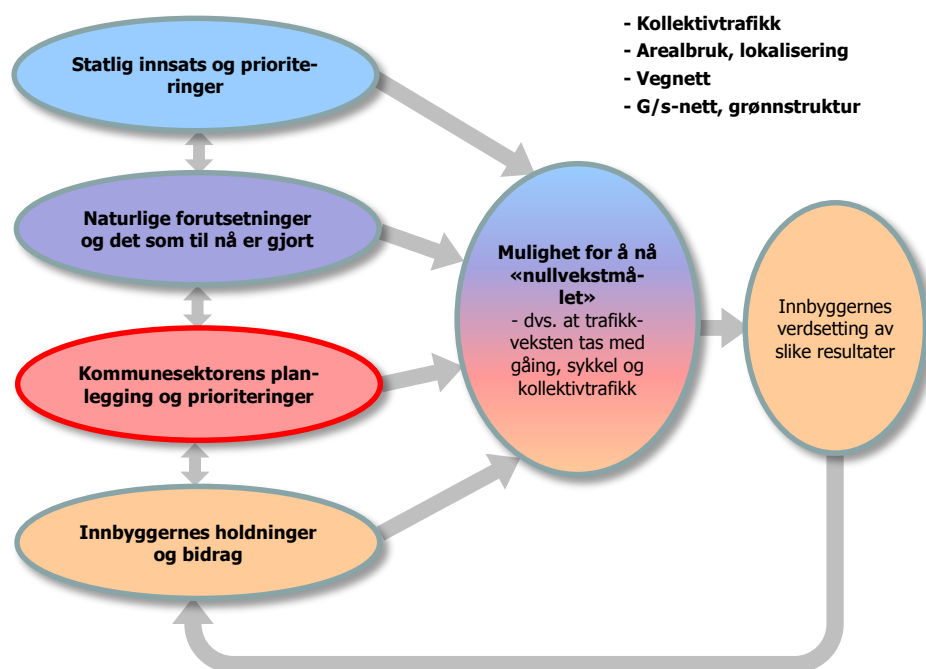 - Kollektivtrafikk
- Arealbruk, lokalisering
- Vegnett
- G/s-nett, grønnstruktur
Statlig innsats og priorite-
ringer
Naturlige forutsetninger
og det som til nå er gjort
Kommunesektorens plan-
legging og prioriteringer
Innbyggernes holdninger
og bidrag
Mulighet for å nå
«nullvekstmå-
let»
- dvs. at trafikk-
veksten tas med
gåing, sykkel og
kollektivtrafikk
Innbyggernes
verdsetting av
slike resultater